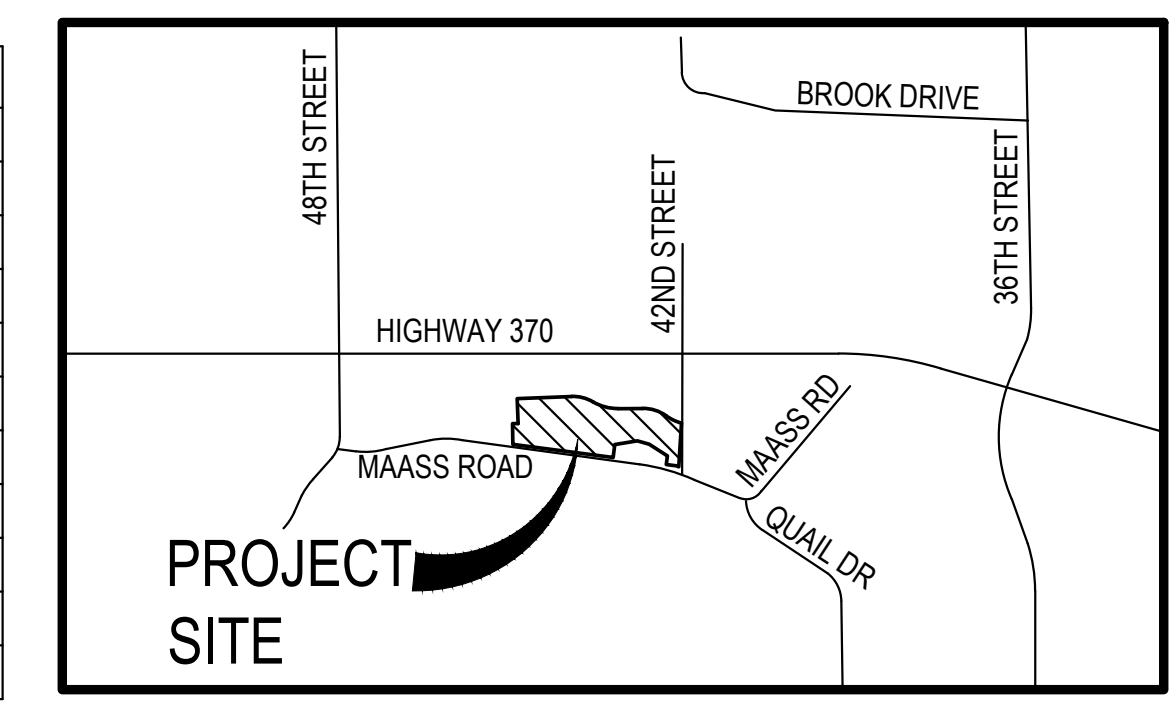 48TH STREET
BROOK DRIVE
42ND STREET
36TH STREET
HIGHWAY 370
MAASS RD
MAASS ROAD
QUAIL DR
PROJECT
SITE